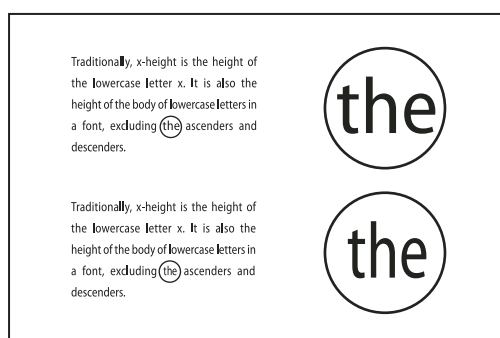 Traditionally, x-height is the height of
the lowercase letter x. It is also the
height of the body of lowercase letters in
a font, excluding the ascenders and
descenders.
the
Traditionally, x-height is the height of
the lowercase letter x. It is also the
height of the body of lowercase letters in
a font, excluding the ascenders and
descenders.
the